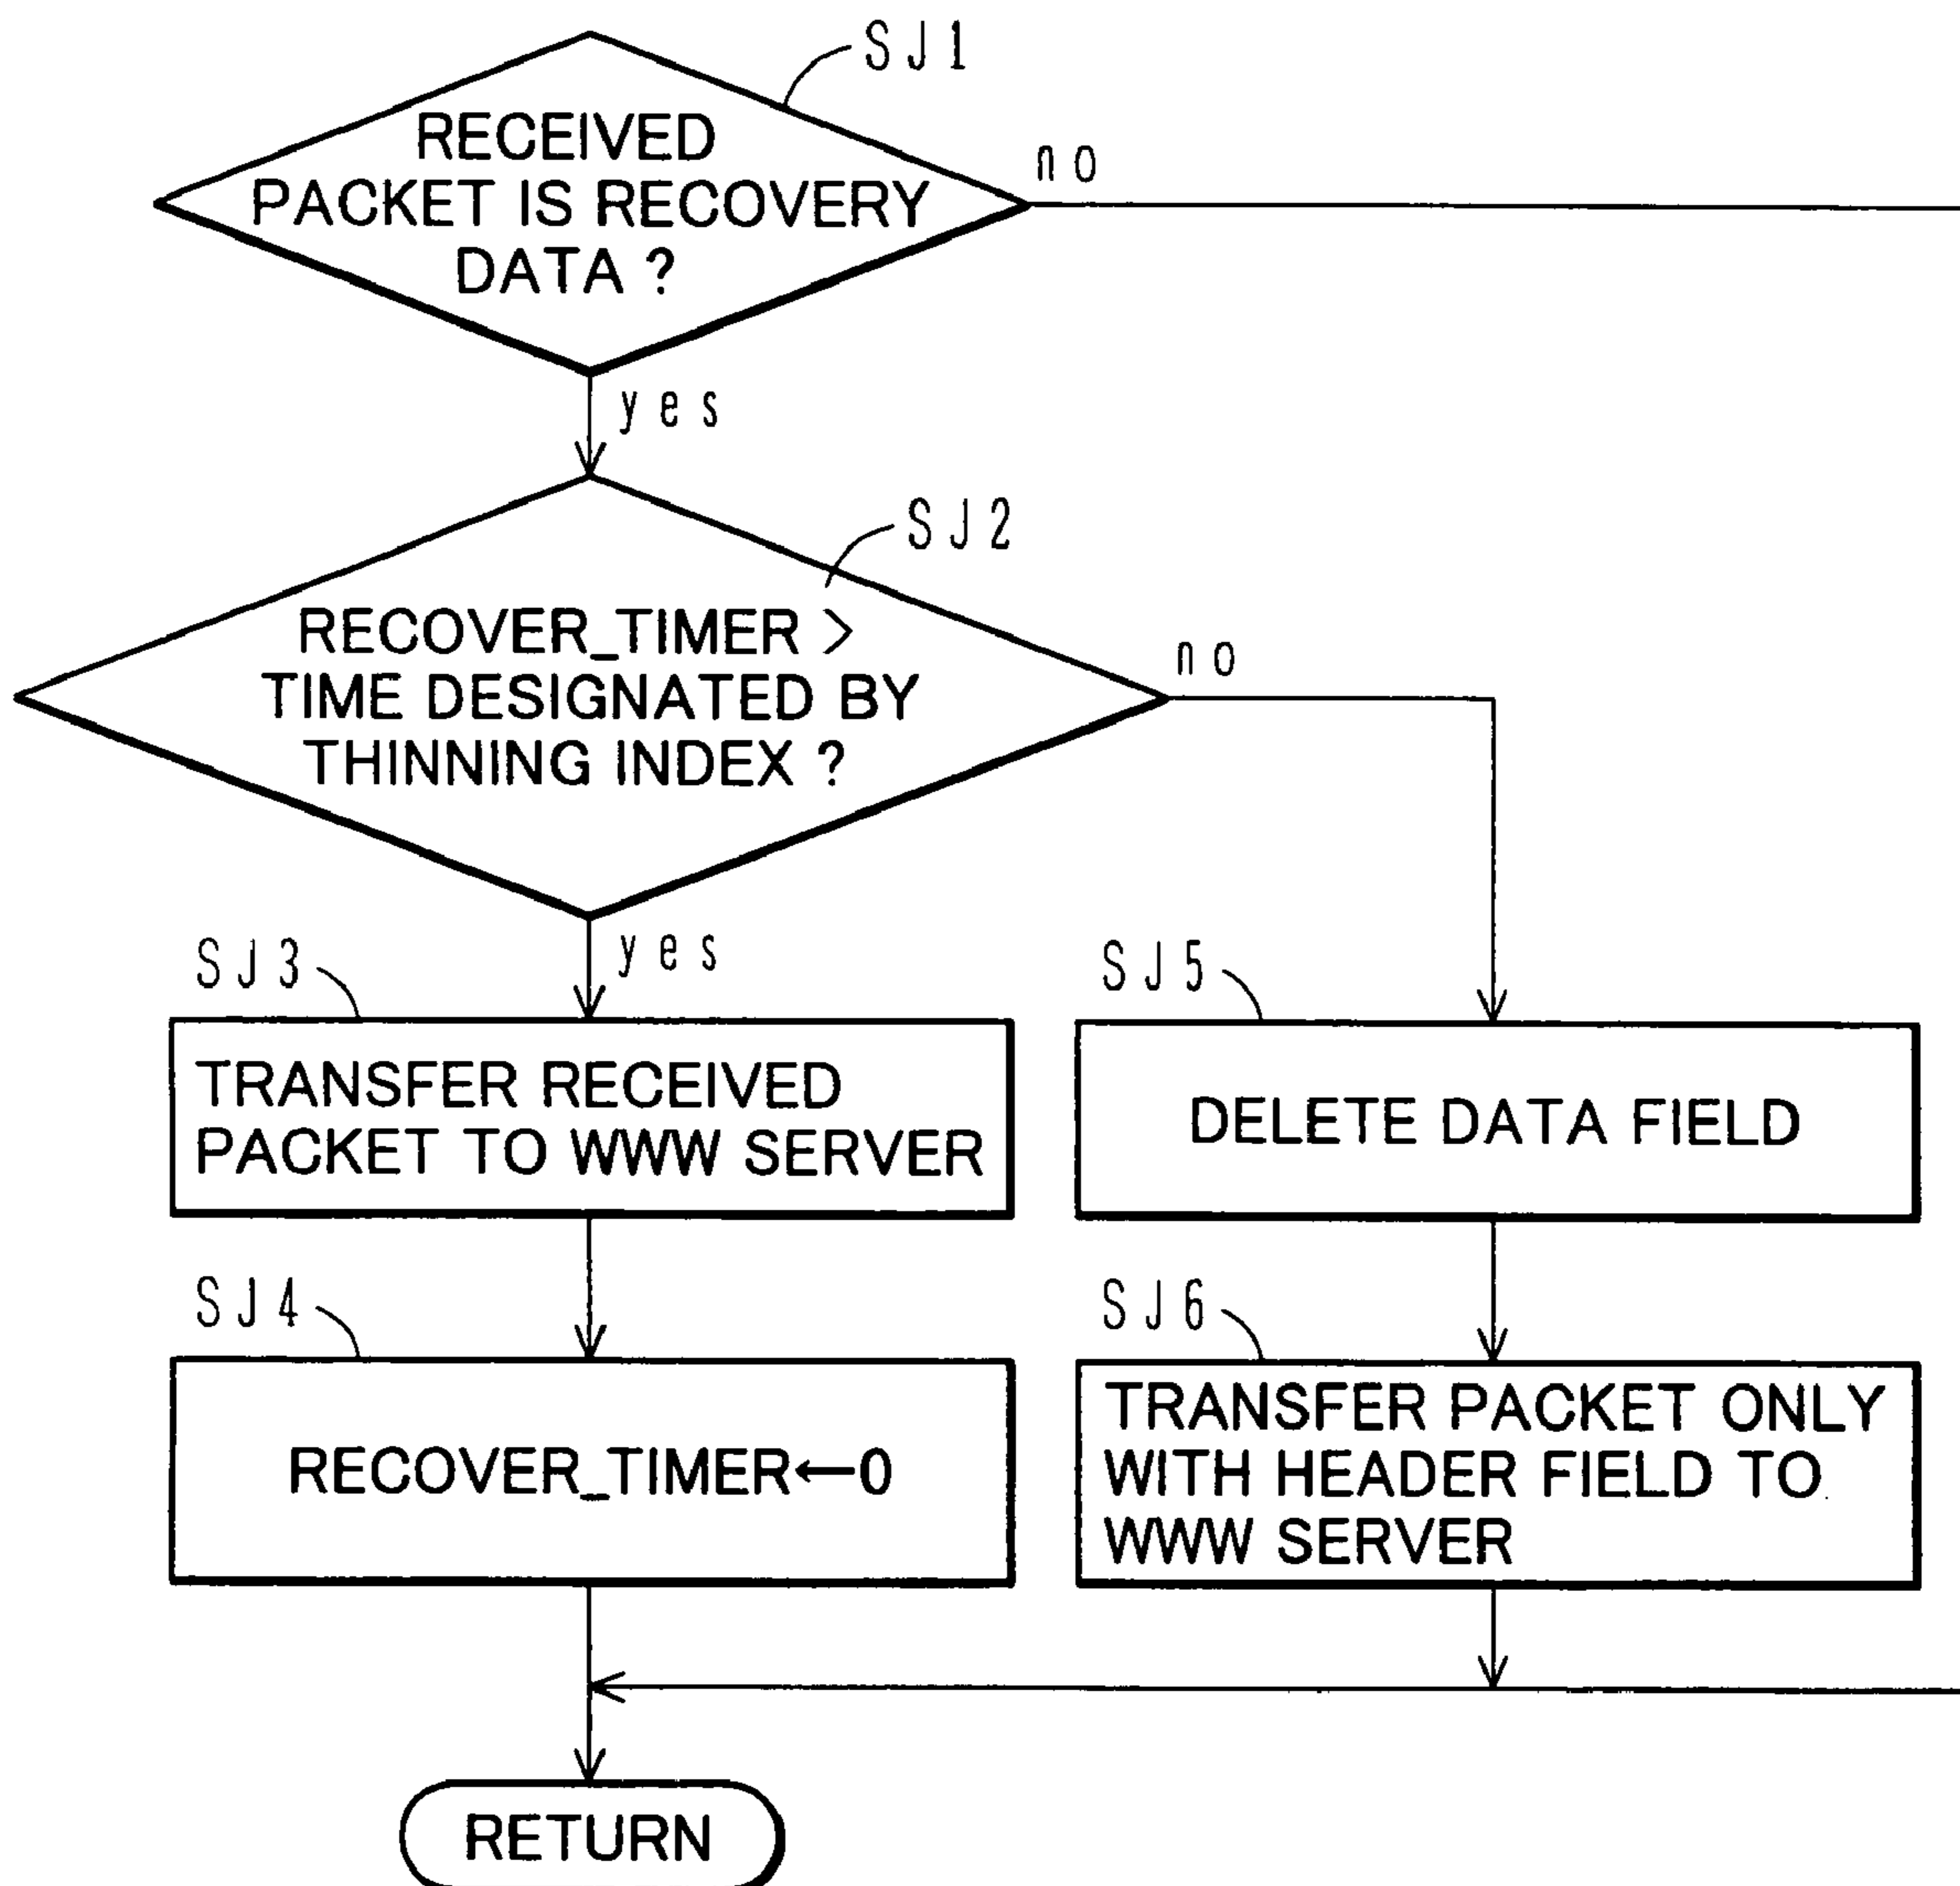 SJ1
RECEIVED
PACKET IS RECOVERY
DATA ?
no
yes
SJ2
RECOVER_TIMER >
TIME DESIGNATED BY
THINNING INDEX ?
no
yes
SJ3
TRANSFER RECEIVED
PACKET TO WWW SERVER
SJ5
DELETE DATA FIELD
SJ4
RECOVER_TIMER←0
SJ6
TRANSFER PACKET ONLY
WITH HEADER FIELD TO
WWW SERVER
RETURN